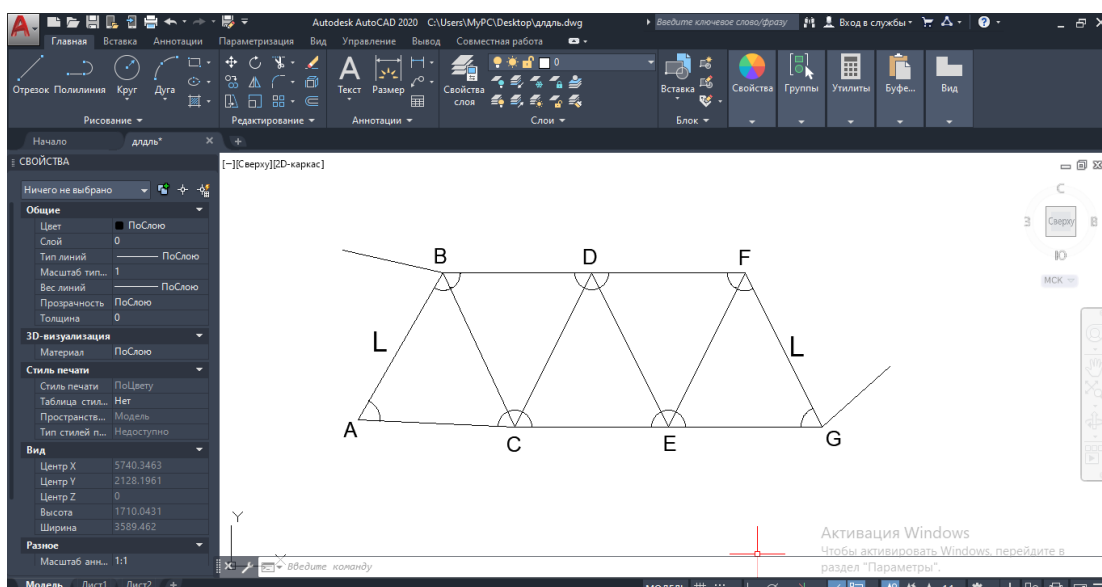 Autodesk AutoCAD 2020 C:\Users\MyPC\Desktop\длдль.dwg Введите ключевое слово/фразу Вход в службы
Главная Вставка Аннотации Параметризация Вид Управление Вывод Совместная работа
Отрезок Полилиния Круг Дуга Текст Размер Свойства слоя 0 Вставка Свойства Группы Утилиты Буфе... Вид
Рисование Редактирование Аннотации Слои Блок
Начало длдль*
СВОЙСТВА
[−][Сверху][2D-каркас]
Ничего не выбрано
Общие
Цвет ПоСлою
Слой 0
Тип линий ПоСлою
Масштаб тип... 1
Вес линий ПоСлою
Прозрачность ПоСлою
Толщина 0
3D-визуализация
Материал ПоСлою
Стиль печати
Стиль печати ПоЦвету
Таблица стил... Нет
Пространств... Модель
Тип стилей п... Недоступно
Вид
Центр X 5740.3463
Центр Y 2128.1961
Центр Z 0
Высота 1710.0431
Ширина 3589.462
Разное
Масштаб анн... 1:1
B D F
L L
A C E G
С
З Сверху В
Ю
МСК
Y
X
Введите команду
Активация Windows
Чтобы активировать Windows, перейдите в
раздел "Параметры".
Модель Лист1 Лист2 +
МОДЕЛЬ